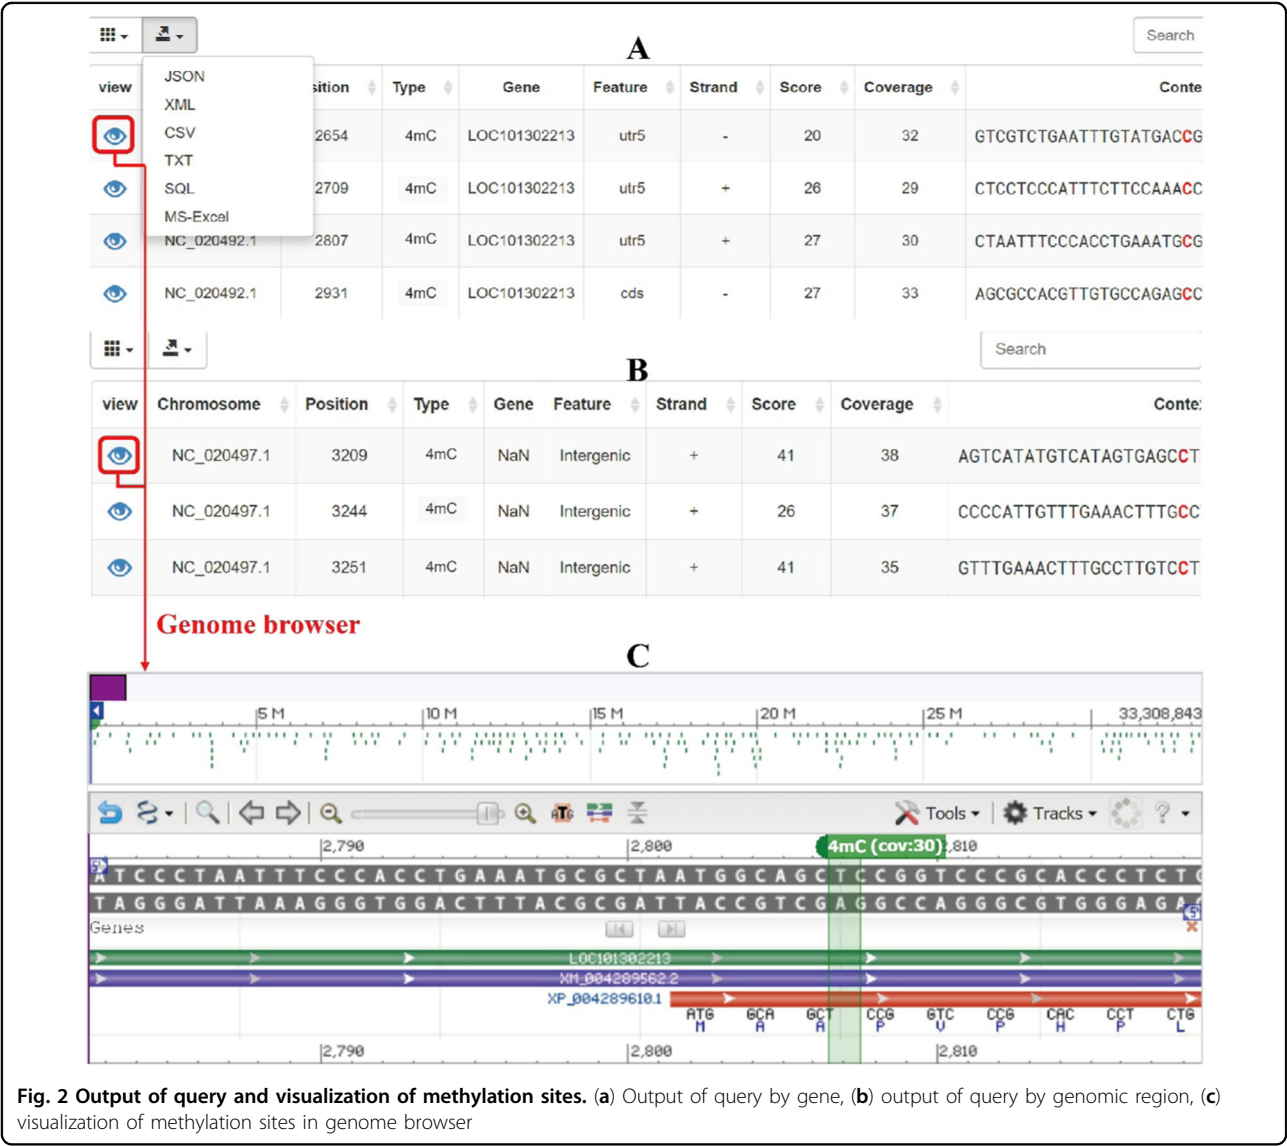 A
Search
JSON
XML
CSV
TXT
SQL
MS-Excel
view sition Type Gene Feature Strand Score Coverage Conte
2654 4mC LOC101302213 utr5 - 20 32 GTCGTCTGAATTTGTATGACCG
2709 4mC LOC101302213 utr5 + 26 29 CTCCTCCCATTTCTTCCAAACC
NC_020492.1 2807 4mC LOC101302213 utr5 + 27 30 CTAATTTCCCACCTGAAATGCG
NC_020492.1 2931 4mC LOC101302213 cds - 27 33 AGCGCCACGTTGTGCCAGAGCC
B
Search
view Chromosome Position Type Gene Feature Strand Score Coverage Conte
NC_020497.1 3209 4mC NaN Intergenic + 41 38 AGTCATATGTCATAGTGAGCCT
NC_020497.1 3244 4mC NaN Intergenic + 26 37 CCCCATTGTTTGAAACTTTGCC
NC_020497.1 3251 4mC NaN Intergenic + 41 35 GTTTGAAACTTTGCCTTGTCCT
Genome browser
C
5 M 10 M 15 M 20 M 25 M 33,308,843
ATG Tools Tracks ?
2,790 2,800 4mC (cov:30) ,810
5'
A T C C C T A A T T T C C C A C C T G A A A T G C G C T A A T G G C A G C T C C G G T C C C G C A C C C T C T G
T A G G G A T T A A A G G G T G G A C T T T A C G C G A T T A C C G T C G A G G C C A G G G C G T G G G A G A
5'
Genes
LOC101302213
XM_004289562.2
XP_004289610.1
ATG GCA GCT CCG GTC CCG CAC CCT CTG
M A A P V P H P L
2,790 2,800 2,810
Fig. 2 Output of query and visualization of methylation sites. (a) Output of query by gene, (b) output of query by genomic region, (c)
visualization of methylation sites in genome browser